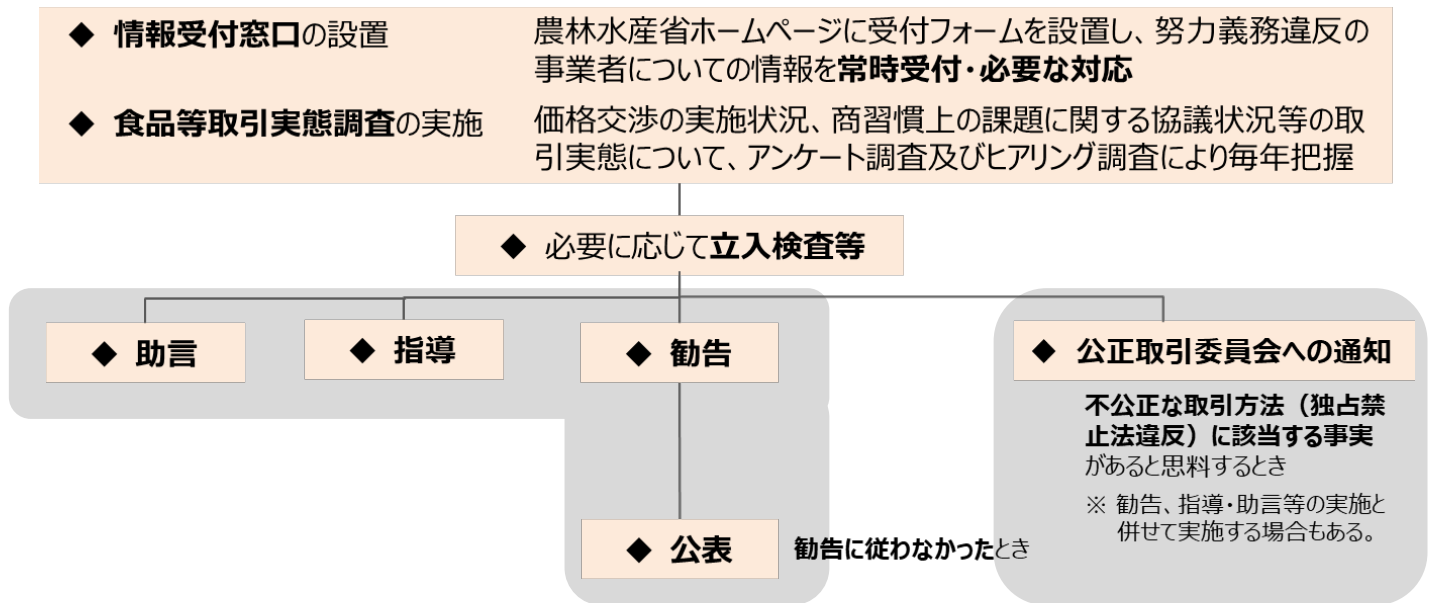 ◆ 情報受付窓口の設置
農林水産省ホームページに受付フォームを設置し、努力義務違反の
事業者についての情報を常時受付・必要な対応
◆ 食品等取引実態調査の実施
価格交渉の実施状況、商習慣上の課題に関する協議状況等の取
引実態について、アンケート調査及びヒアリング調査により毎年把握
◆ 必要に応じて立入検査等
◆ 助言
◆ 指導
◆ 勧告
◆ 公正取引委員会への通知
不公正な取引方法（独占禁
止法違反）に該当する事実
があると思料するとき
※ 勧告、指導・助言等の実施と
併せて実施する場合もある。
◆ 公表
勧告に従わなかったとき